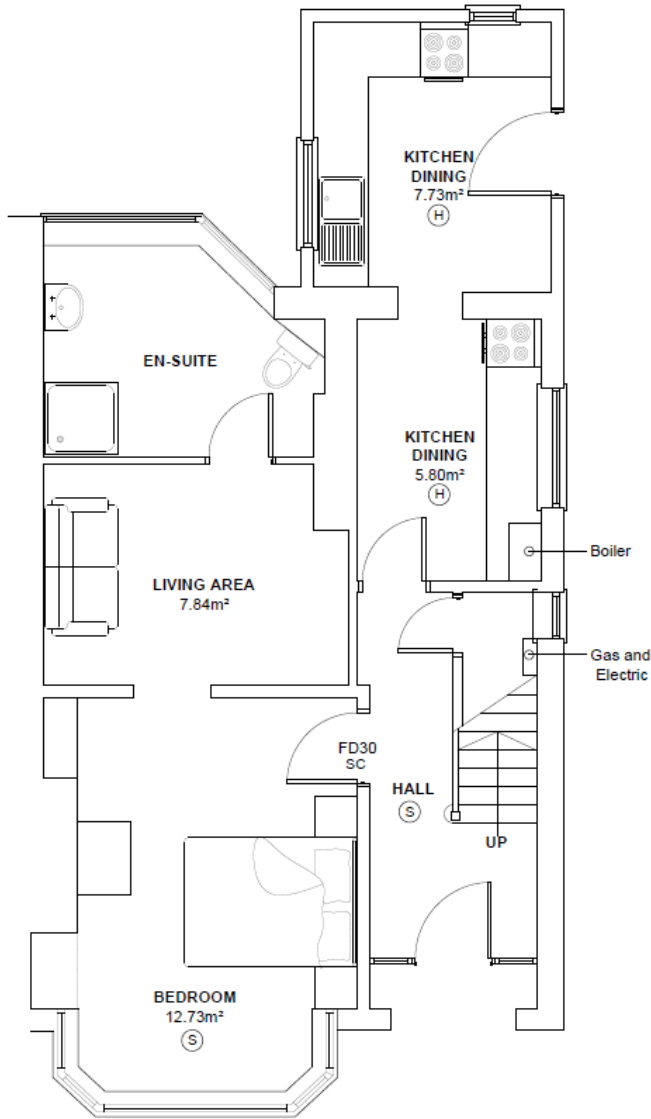 KITCHEN
DINING
7.73m²
H
EN-SUITE
KITCHEN
DINING
5.80m²
H
Boiler
LIVING AREA
7.84m²
Gas and
Electric
FD30
SC
HALL
S
UP
BEDROOM
12.73m²
S